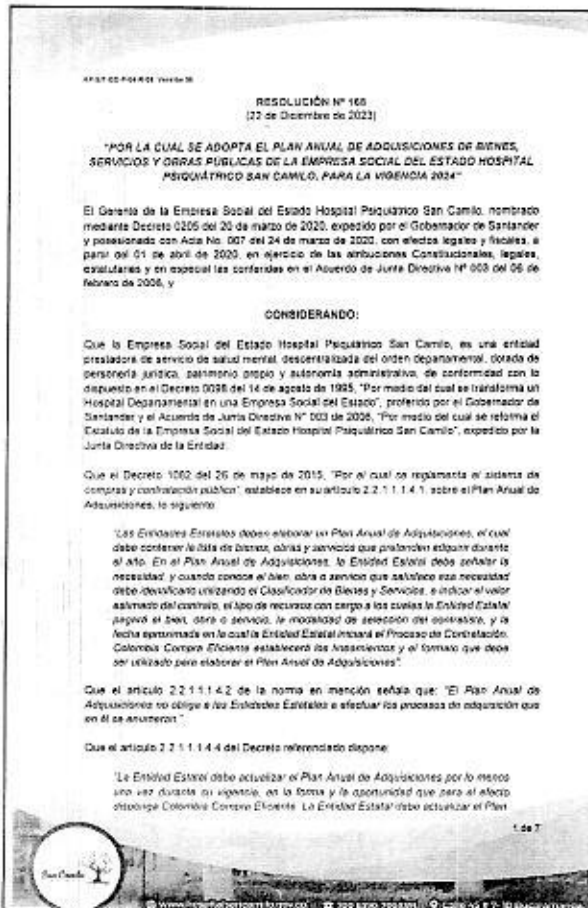 RESOLUCIÓN Nº 168
(22 de Diciembre de 2023)
"POR LA CUAL SE ADOPTA EL PLAN ANUAL DE ADQUISICIONES DE BIENES,
SERVICIOS Y OBRAS PÚBLICAS DE LA EMPRESA SOCIAL DEL ESTADO HOSPITAL
PSIQUIÁTRICO SAN CAMILO, PARA LA VIGENCIA 2024"
El Gerente de la Empresa Social del Estado Hospital Psiquiátrico San Camilo, nombrado
mediante Decreto 0205 del 20 de marzo de 2020, expedido por el Gobernador de Santander
y posesionado con Acta No. 007 del 24 de marzo de 2020, con efectos legales y fiscales, a
partir del 01 de abril de 2020, en ejercicio de las atribuciones Constitucionales, legales,
estatutarias y en especial las conferidas en el Acuerdo de Junta Directiva Nº 003 del 06 de
febrero de 2006, y
CONSIDERANDO:
Que la Empresa Social del Estado Hospital Psiquiátrico San Camilo, es una entidad
prestadora de servicio de salud mental, descentralizada del orden departamental, dotada de
personería jurídica, patrimonio propio y autonomía administrativa, de conformidad con lo
dispuesto en el Decreto 0098 del 14 de agosto de 1995, "Por medio del cual se transforma un
Hospital Departamental en una Empresa Social del Estado", proferido por el Gobernador de
Santander y el Acuerdo de Junta Directiva N° 003 de 2006, "Por medio del cual se reforma el
Estatuto de la Empresa Social del Estado Hospital Psiquiátrico San Camilo", expedido por la
Junta Directiva de la Entidad.
Que el Decreto 1082 del 26 de mayo de 2015, "Por el cual se reglamenta el sistema de
compras y contratación pública", establece en su artículo 2.2.1.1.1.4.1. sobre el Plan Anual de
Adquisiciones, lo siguiente:
"Las Entidades Estatales deben elaborar un Plan Anual de Adquisiciones, el cual
debe contener la lista de bienes, obras y servicios que pretenden adquirir durante
el año. En el Plan Anual de Adquisiciones, la Entidad Estatal debe señalar la
necesidad, y cuando conoce el bien, obra o servicio que satisface esa necesidad
debe identificarlo utilizando el Clasificador de Bienes y Servicios, e indicar el valor
estimado del contrato, el tipo de recursos con cargo a los cuales la Entidad Estatal
pagará el bien, obra o servicio, la modalidad de selección del contratista, y la
fecha aproximada en la cual la Entidad Estatal iniciará el Proceso de Contratación.
Colombia Compra Eficiente establecerá los lineamientos y el formato que debe
ser utilizado para elaborar el Plan Anual de Adquisiciones".
Que el artículo 2.2.1.1.1.4.2 de la norma en mención señala que: "El Plan Anual de
Adquisiciones no obliga a las Entidades Estatales a efectuar los procesos de adquisición que
en él se enumeran."
Que el artículo 2.2.1.1.1.4.4 del Decreto referenciado dispone:
"La Entidad Estatal debe actualizar el Plan Anual de Adquisiciones por lo menos
una vez durante su vigencia, en la forma y la oportunidad que para el efecto
disponga Colombia Compra Eficiente. La Entidad Estatal debe actualizar el Plan
1 de 7
San Camilo